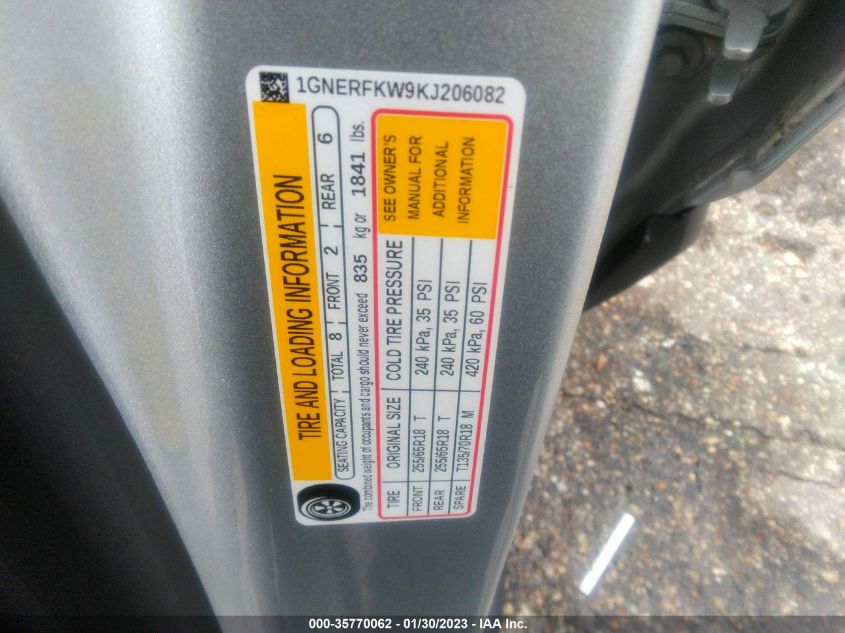 1GNERFKW9KJ206082
TIRE AND LOADING INFORMATION
SEATING CAPACITY TOTAL 8 FRONT 2 REAR 6
The combined weight of occupants and cargo should never exceed 835 kg or 1841 lbs.
TIRE ORIGINAL SIZE COLD TIRE PRESSURE
FRONT 255/65R18 T 240 kPa, 35 PSI
REAR 255/65R18 T 240 kPa, 35 PSI
SPARE T135/70R18 M 420 kPa, 60 PSI
SEE OWNER'S
MANUAL FOR
ADDITIONAL
INFORMATION
000-35770062 - 01/30/2023 - IAA Inc.